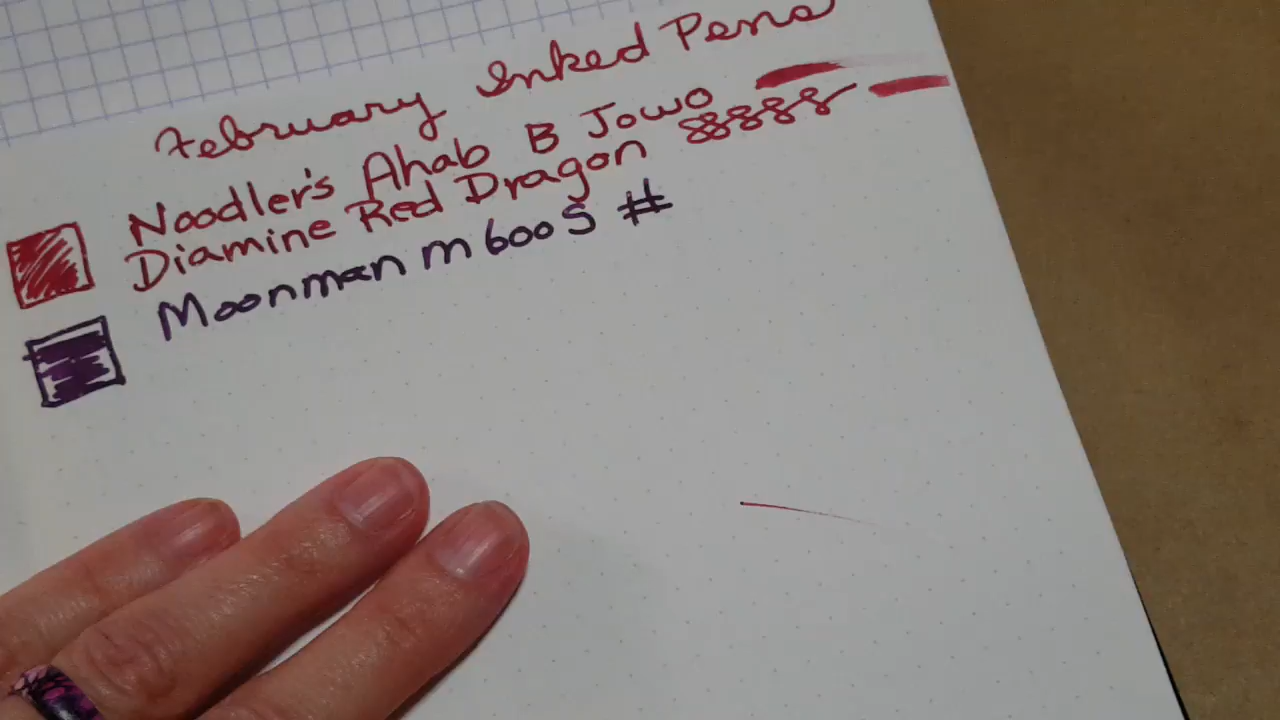 February Inked Pens
Noodler's Ahab B Jowo
Diamine Red Dragon
Moonman m600S #